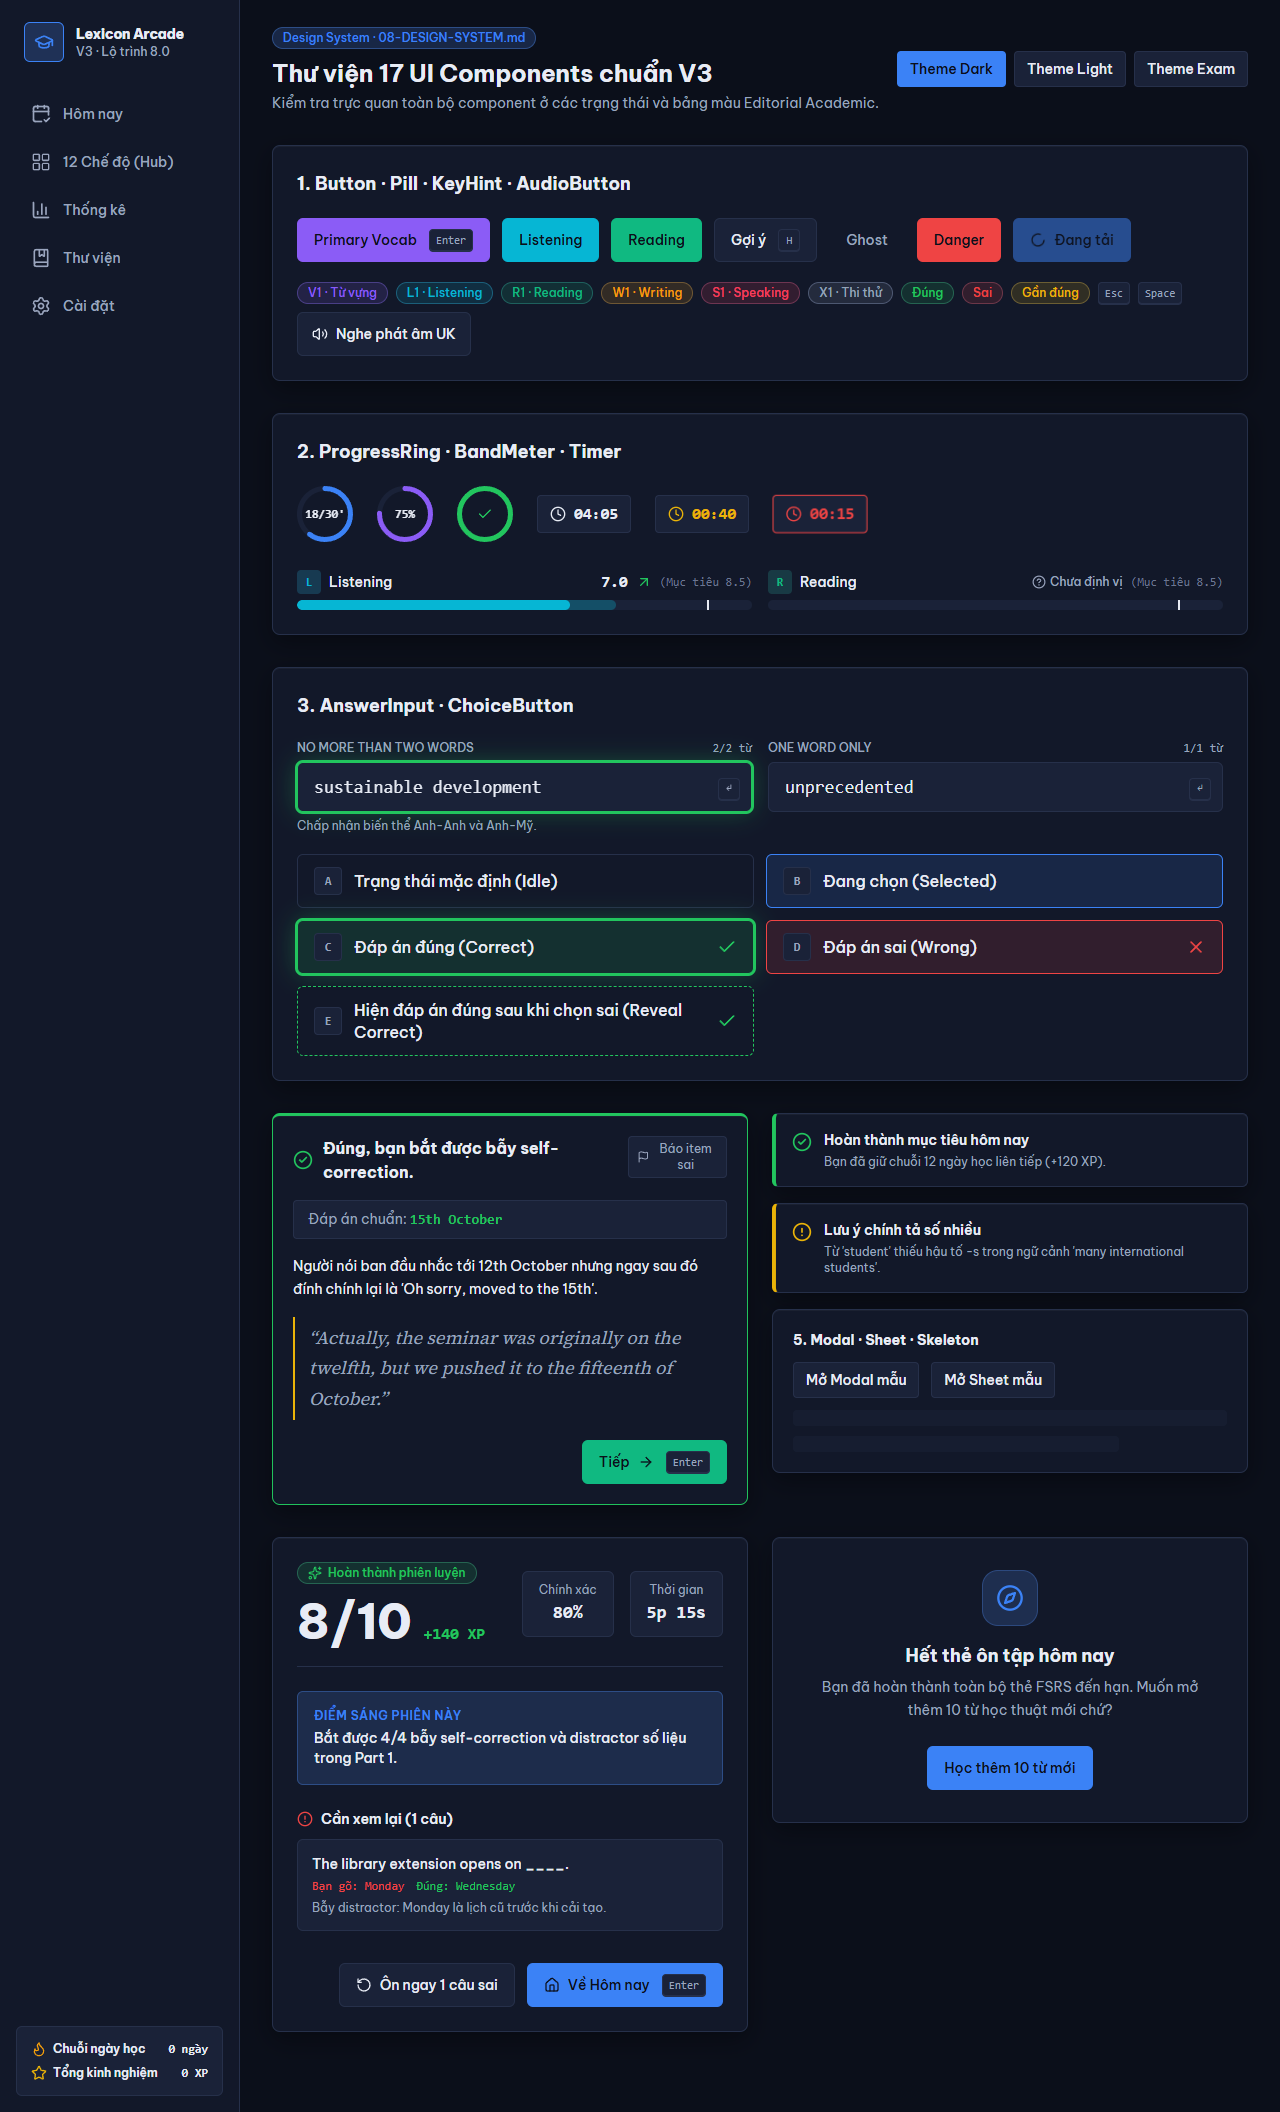 Lexicon Arcade
V3 · Lộ trình 8.0
Hôm nay
12 Chế độ (Hub)
Thống kê
Thư viện
Cài đặt
Chuỗi ngày học 0 ngày
Tổng kinh nghiệm 0 XP
Design System · 08-DESIGN-SYSTEM.md
Thư viện 17 UI Components chuẩn V3
Kiểm tra trực quan toàn bộ component ở các trạng thái và bảng màu Editorial Academic.
Theme Dark Theme Light Theme Exam
1. Button · Pill · KeyHint · AudioButton
Primary Vocab Enter Listening Reading Gợi ý H Ghost Danger Đang tải
V1 · Từ vựng L1 · Listening R1 · Reading W1 · Writing S1 · Speaking X1 · Thi thử Đúng Sai Gần đúng Esc Space
Nghe phát âm UK
2. ProgressRing · BandMeter · Timer
18/30' 75% 04:05 00:40 00:15
L Listening 7.0 (Mục tiêu 8.5) R Reading Chưa định vị (Mục tiêu 8.5)
3. AnswerInput · ChoiceButton
NO MORE THAN TWO WORDS 2/2 từ ONE WORD ONLY 1/1 từ
sustainable development ↵ unprecedented ↵
Chấp nhận biến thể Anh-Anh và Anh-Mỹ.
A Trạng thái mặc định (Idle) B Đang chọn (Selected)
C Đáp án đúng (Correct) D Đáp án sai (Wrong)
E Hiện đáp án đúng sau khi chọn sai (Reveal
Correct)
Đúng, bạn bắt được bẫy self-
correction.
Báo item
sai
Đáp án chuẩn: 15th October
Người nói ban đầu nhắc tới 12th October nhưng ngay sau đó
đính chính lại là 'Oh sorry, moved to the 15th'.
“Actually, the seminar was originally on the
twelfth, but we pushed it to the fifteenth of
October.”
Tiếp → Enter
Hoàn thành mục tiêu hôm nay
Bạn đã giữ chuỗi 12 ngày học liên tiếp (+120 XP).
Lưu ý chính tả số nhiều
Từ 'student' thiếu hậu tố -s trong ngữ cảnh 'many international
students'.
5. Modal · Sheet · Skeleton
Mở Modal mẫu Mở Sheet mẫu
Hoàn thành phiên luyện
8/10 +140 XP
Chính xác
80%
Thời gian
5p 15s
ĐIỂM SÁNG PHIÊN NÀY
Bắt được 4/4 bẫy self-correction và distractor số liệu
trong Part 1.
Cần xem lại (1 câu)
The library extension opens on ____.
Bạn gõ: Monday Đúng: Wednesday
Bẫy distractor: Monday là lịch cũ trước khi cải tạo.
Ôn ngay 1 câu sai Về Hôm nay Enter
Hết thẻ ôn tập hôm nay
Bạn đã hoàn thành toàn bộ thẻ FSRS đến hạn. Muốn mở
thêm 10 từ học thuật mới chứ?
Học thêm 10 từ mới